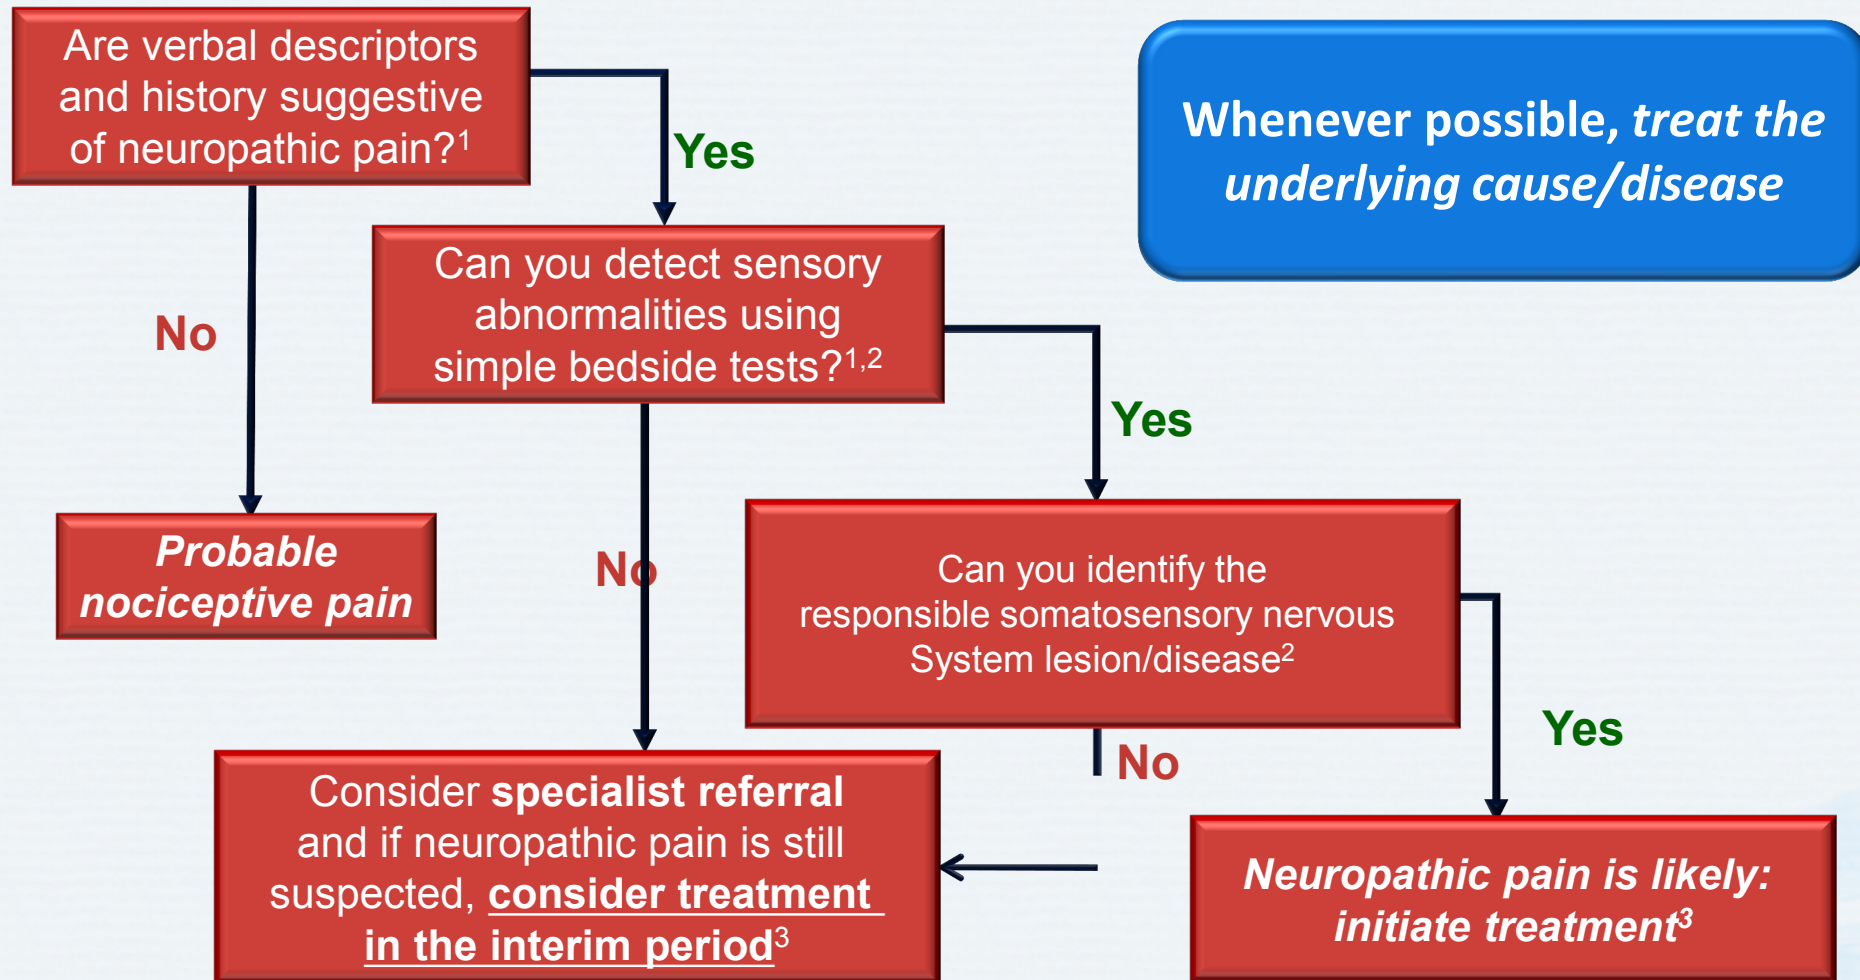 Are verbal descriptors
and history suggestive
of neuropathic pain?¹
Yes
Whenever possible, treat the
underlying cause/disease
Can you detect sensory
abnormalities using
simple bedside tests?¹,²
No
Yes
Probable
nociceptive pain
No
Can you identify the
responsible somatosensory nervous
System lesion/disease²
Yes
No
Consider specialist referral
and if neuropathic pain is still
suspected, consider treatment
in the interim period³
Neuropathic pain is likely:
initiate treatment³